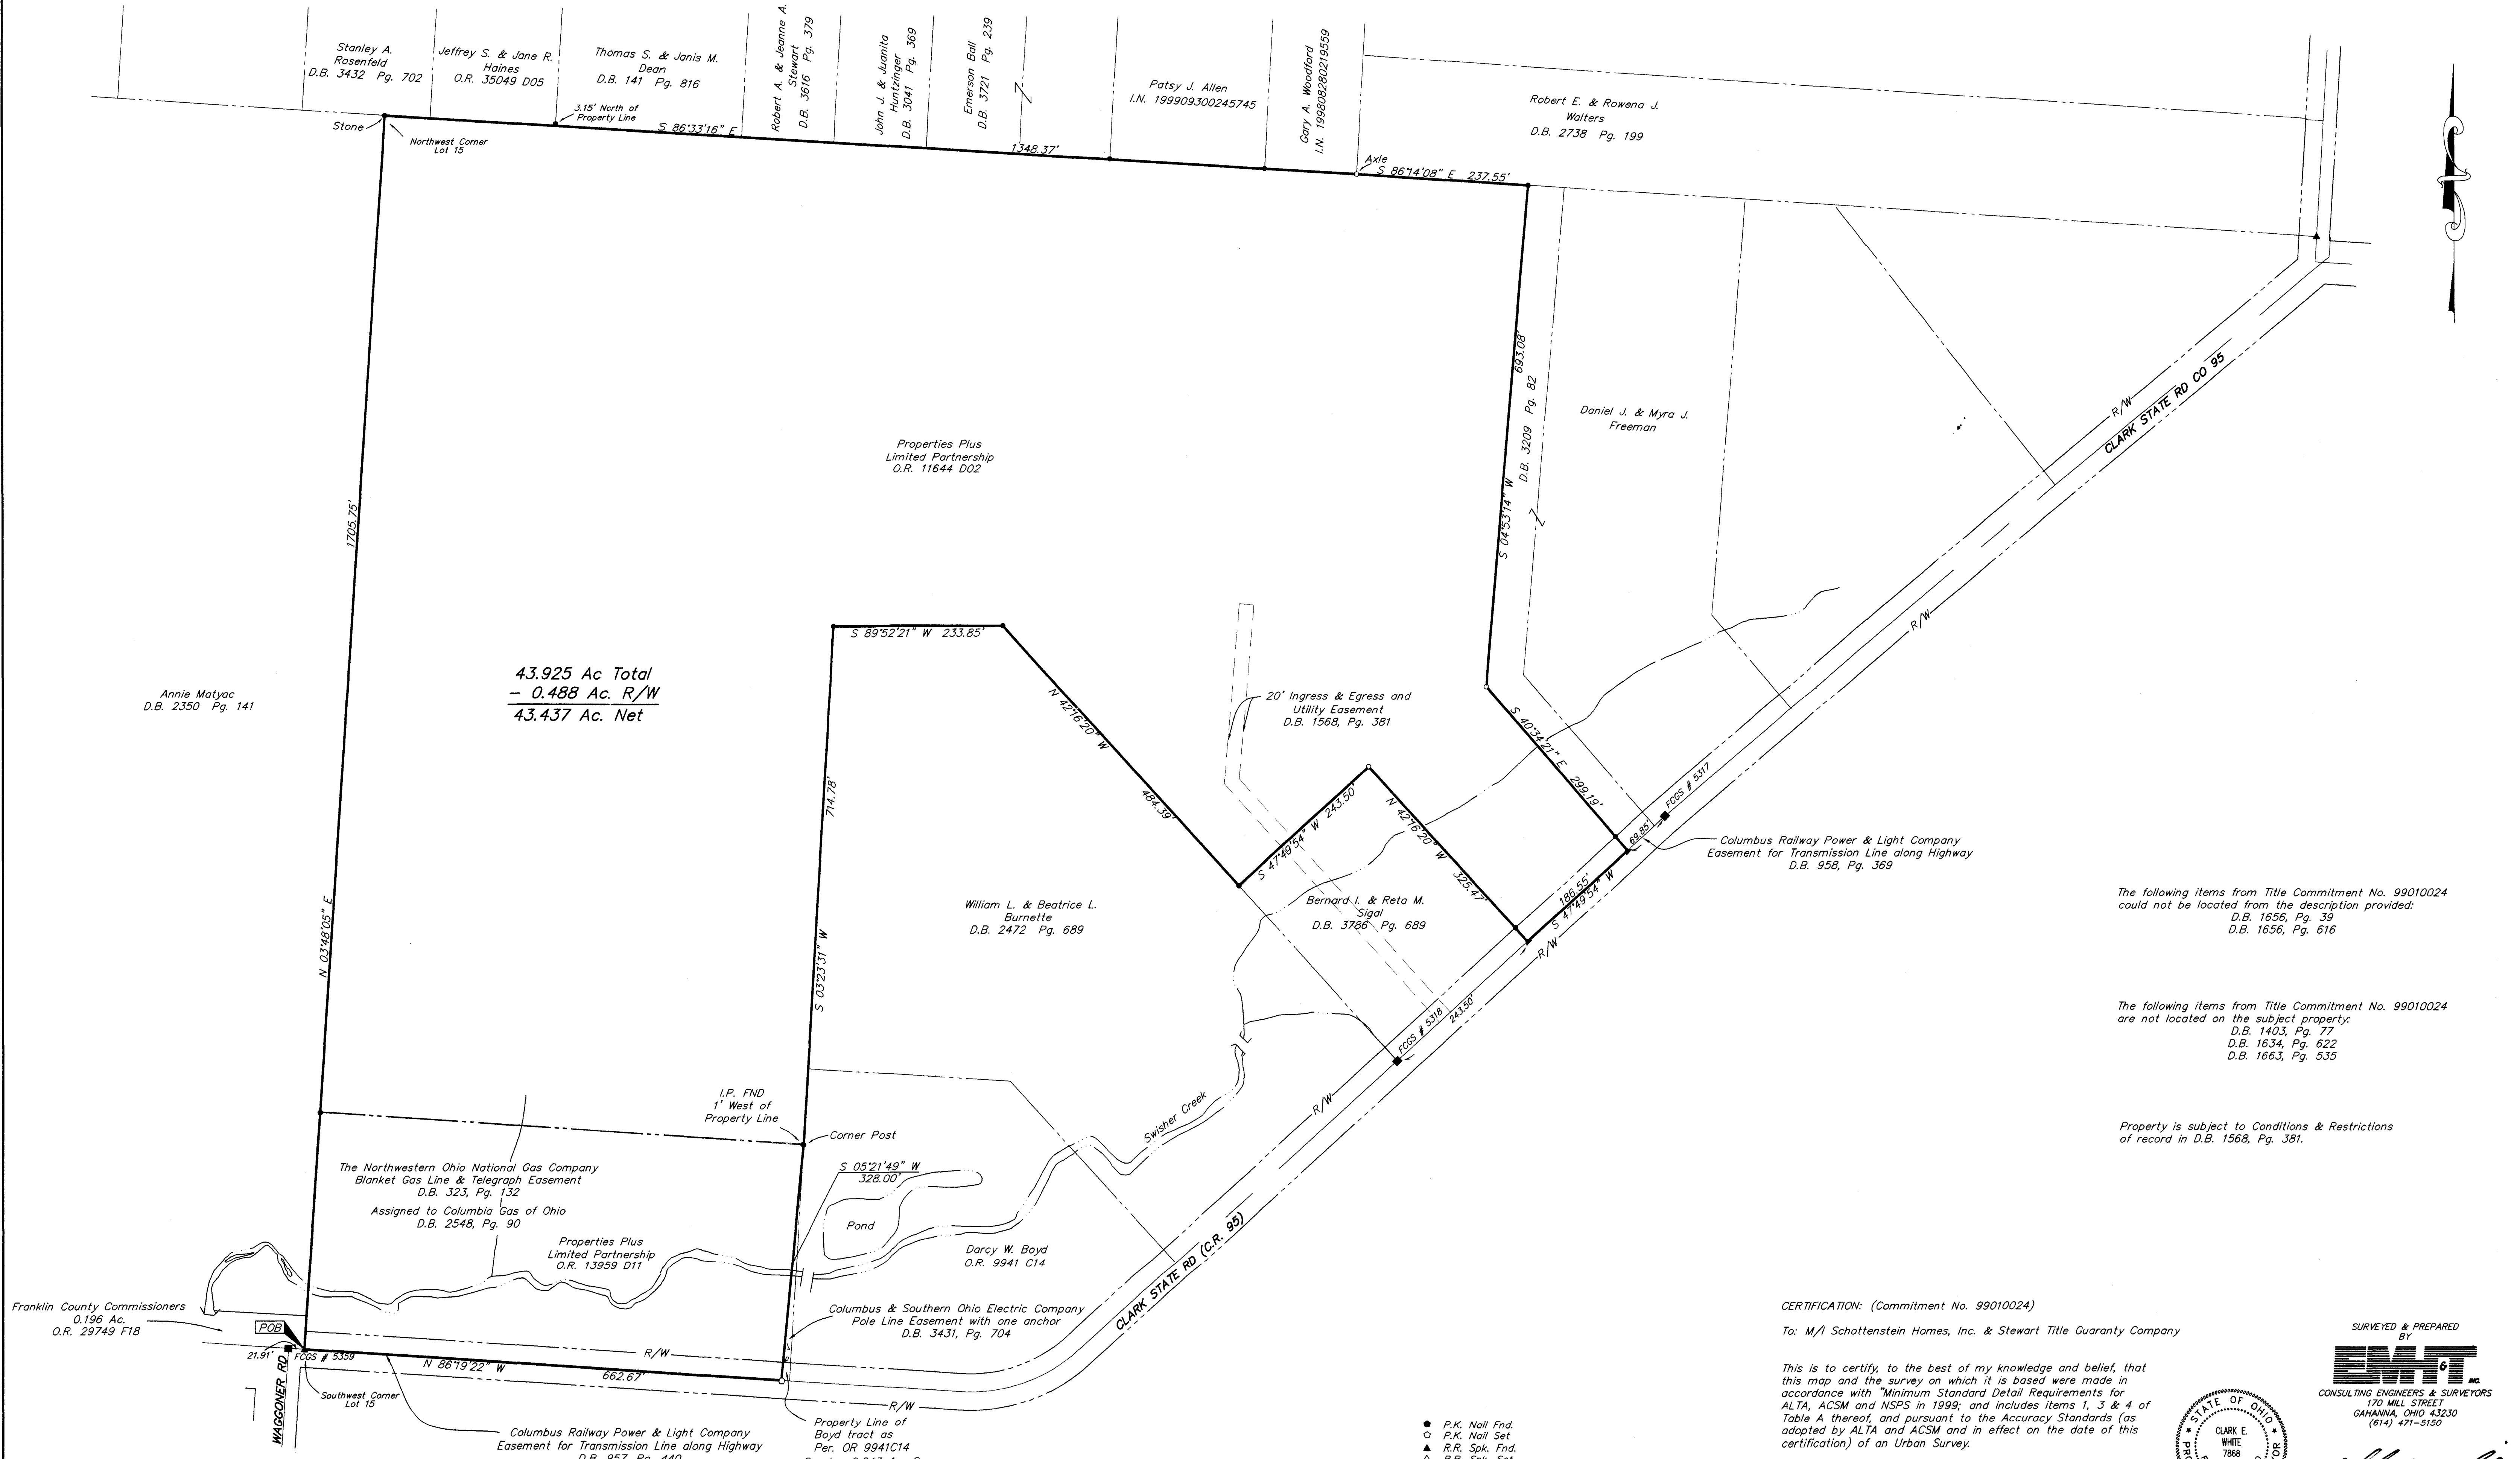 Stanley A.
Rosenfeld
D.B. 3432 Pg. 702
Jeffrey S. & Jane R.
Haines
O.R. 35049 D05
Thomas S. & Janis M.
Dean
D.B. 141 Pg. 816
Robert A. & Jeanne A.
Stewart
D.B. 3616 Pg. 379
John J. & Juanita
Huntzinger
D.B. 3041 Pg. 369
Emerson Ball
D.B. 3721 Pg. 239
Patsy J. Allen
I.N. 199909300245745
Gary A. Woodford
I.N. 199808280219559
Robert E. & Rowena J.
Walters
D.B. 2738 Pg. 199
Stone
Northwest Corner
Lot 15
3.15' North of
Property Line
S 86°33'16" E
1348.37'
Axle
S 86°14'08" E 237.55'
693.08'
S 04°53'14" W
D.B. 3209 Pg. 82
Daniel J. & Myra J.
Freeman
R/W
CLARK STATE RD CO 95
R/W
Properties Plus
Limited Partnership
O.R. 11644 D02
1705.75'
N 03°48'05" E
Annie Matyac
D.B. 2350 Pg. 141
43.925 Ac Total
- 0.488 Ac. R/W
43.437 Ac. Net
S 89°52'21" W 233.85'
N 42°16'20" W
484.39'
714.78'
S 03°23'31" W
20' Ingress & Egress and
Utility Easement
D.B. 1568, Pg. 381
S 40°34'21" E 299.19'
S 47°49'54" W 243.50'
N 42°16'20" W 325.47'
FCGS # 5317
69.85'
186.55'
S 47°49'54" W
R/W
Columbus Railway Power & Light Company
Easement for Transmission Line along Highway
D.B. 958, Pg. 369
William L. & Beatrice L.
Burnette
D.B. 2472 Pg. 689
Bernard I. & Reta M.
Sigal
D.B. 3786 Pg. 689
FCGS # 5318
243.50'
R/W
Swisher Creek
The following items from Title Commitment No. 99010024
could not be located from the description provided:
D.B. 1656, Pg. 39
D.B. 1656, Pg. 616
The following items from Title Commitment No. 99010024
are not located on the subject property:
D.B. 1403, Pg. 77
D.B. 1634, Pg. 622
D.B. 1663, Pg. 535
Property is subject to Conditions & Restrictions
of record in D.B. 1568, Pg. 381.
I.P. FND
1' West of
Property Line
Corner Post
S 05°21'49" W
328.00'
Pond
The Northwestern Ohio National Gas Company
Blanket Gas Line & Telegraph Easement
D.B. 323, Pg. 132
Assigned to Columbia Gas of Ohio
D.B. 2548, Pg. 90
Properties Plus
Limited Partnership
O.R. 13959 D11
Darcy W. Boyd
O.R. 9941 C14
CLARK STATE RD (C.R. 95)
Franklin County Commissioners
0.196 Ac.
O.R. 29749 F18
POB
21.91'
FCGS # 5359
WAGGONER RD
Southwest Corner
Lot 15
N 86°19'22" W
662.67'
R/W
R/W
Columbus & Southern Ohio Electric Company
Pole Line Easement with one anchor
D.B. 3431, Pg. 704
Columbus Railway Power & Light Company
Easement for Transmission Line along Highway
D.B. 957, Pg. 440
Property Line of
Boyd tract as
Per. OR 9941C14
P.K. Nail Fnd.
P.K. Nail Set
R.R. Spk. Fnd.
R.R. Spk. Set
CERTIFICATION: (Commitment No. 99010024)
To: M/I Schottenstein Homes, Inc. & Stewart Title Guaranty Company
This is to certify, to the best of my knowledge and belief, that
this map and the survey on which it is based were made in
accordance with "Minimum Standard Detail Requirements for
ALTA, ACSM and NSPS in 1999; and includes items 1, 3 & 4 of
Table A thereof, and pursuant to the Accuracy Standards (as
adopted by ALTA and ACSM and in effect on the date of this
certification) of an Urban Survey.
SURVEYED & PREPARED
BY
EMH&T INC.
CONSULTING ENGINEERS & SURVEYORS
170 MILL STREET
GAHANNA, OHIO 43230
(614) 471-5150
STATE OF OHIO
CLARK E.
WHITE
7868